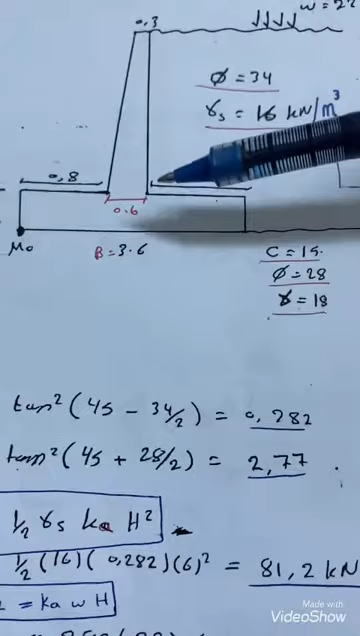 0.3
ϕ = 34
γs = 16 kN/m³
0,8
0.6
Mo
B = 3.6
C = 15.
ϕ = 28
γ = 18
tan²(45 − 34/2) = 0,282
tan²(45 + 28/2) = 2,77
1/2 γs ka H²
1/2 (16)(0,282)(6)² = 81,2 kN
= ka w H
Made with
VideoShow